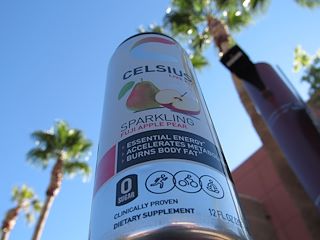 CELSIUS
SPARKLING
FUJI APPLE PEAR
ESSENTIAL ENERGY
ACCELERATES METABO
BURNS BODY FAT
0
SUGAR
CLINICALLY PROVEN
DIETARY SUPPLEMENT
12 FL OZ